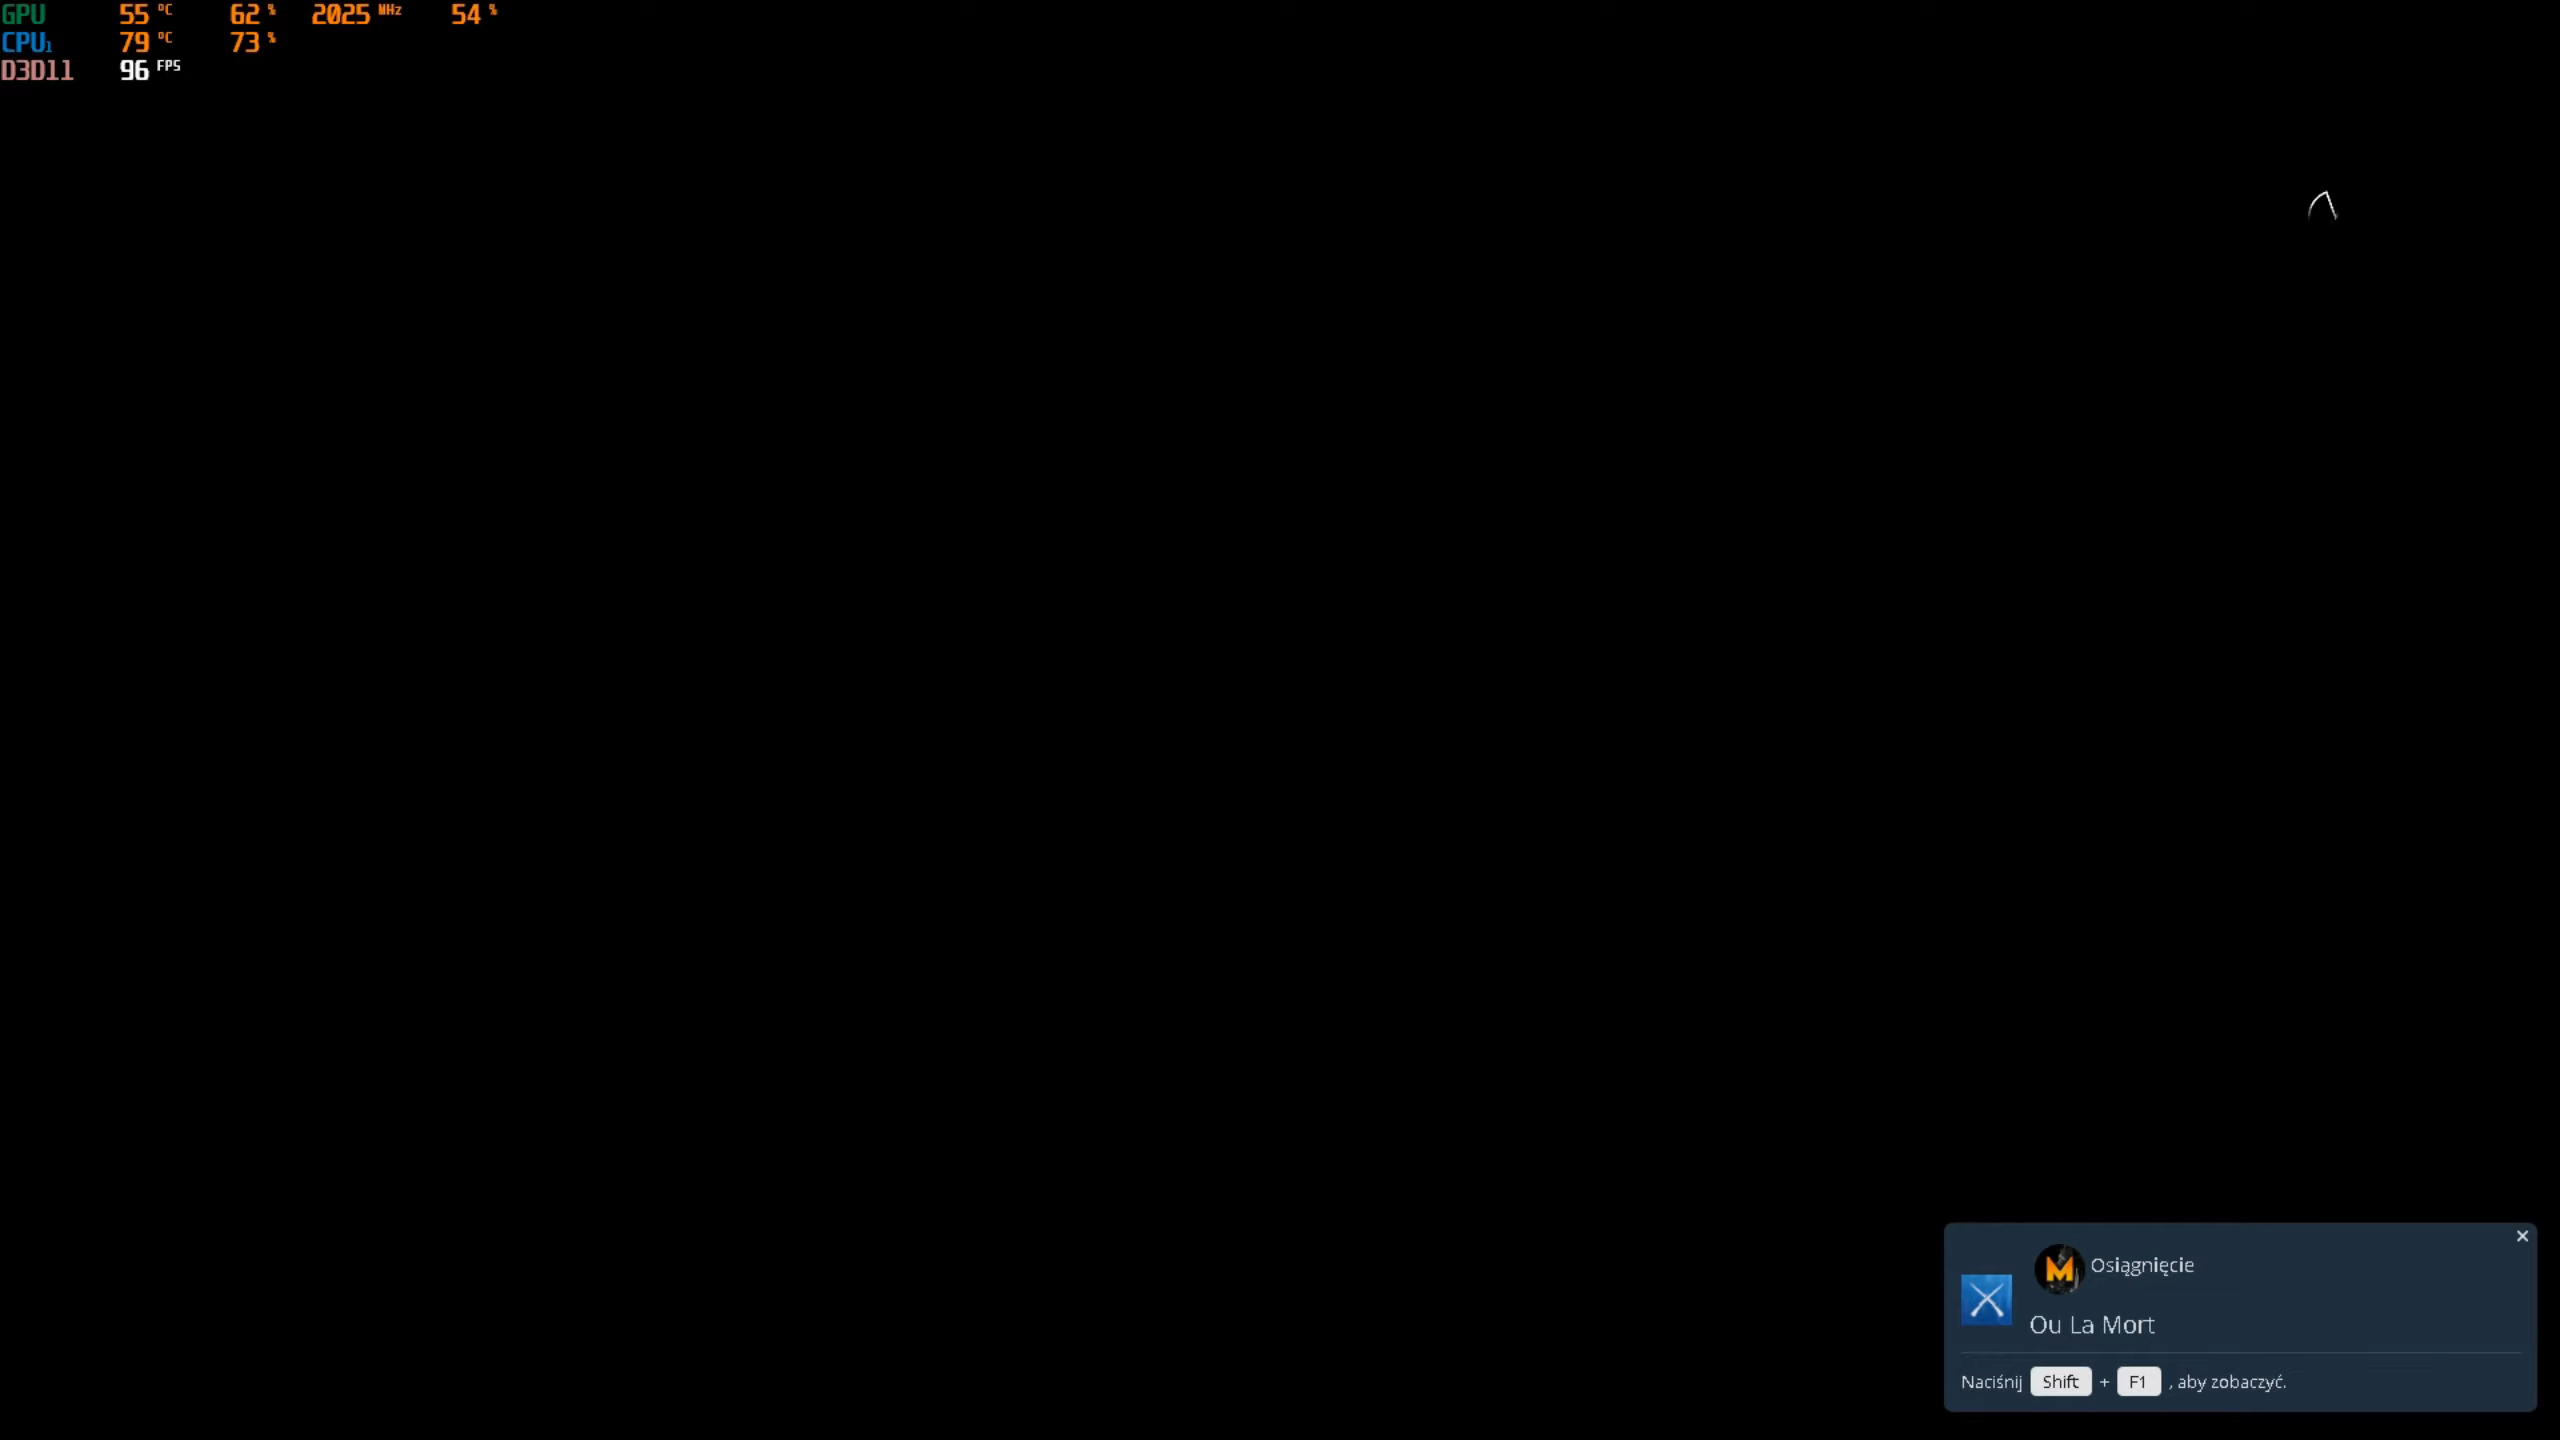 GPU 55 °C 62 % 2025 MHz 54 %
CPU1 79 °C 73 %
D3D11 96 FPS
M Osiągnięcie
Ou La Mort
Naciśnij Shift + F1 , aby zobaczyć.